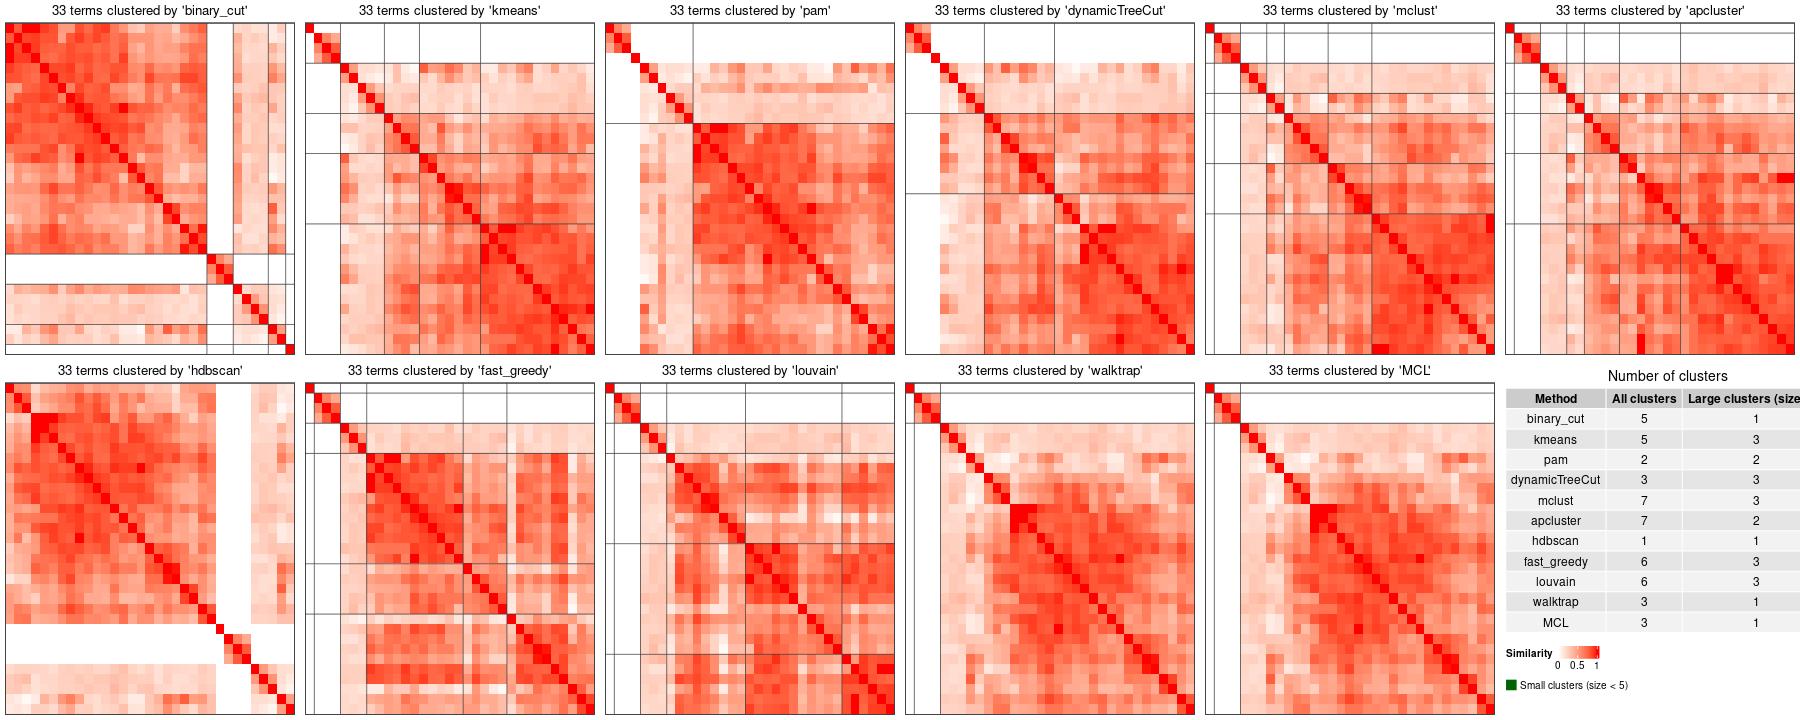 33 terms clustered by 'binary_cut'
33 terms clustered by 'kmeans'
33 terms clustered by 'pam'
33 terms clustered by 'dynamicTreeCut'
33 terms clustered by 'mclust'
33 terms clustered by 'apcluster'
33 terms clustered by 'hdbscan'
33 terms clustered by 'fast_greedy'
33 terms clustered by 'louvain'
33 terms clustered by 'walktrap'
33 terms clustered by 'MCL'
Number of clusters
Method All clusters Large clusters (size
binary_cut 5 1
kmeans 5 3
pam 2 2
dynamicTreeCut 3 3
mclust 7 3
apcluster 7 2
hdbscan 1 1
fast_greedy 6 3
louvain 6 3
walktrap 3 1
MCL 3 1
Similarity
0 0.5 1
Small clusters (size < 5)